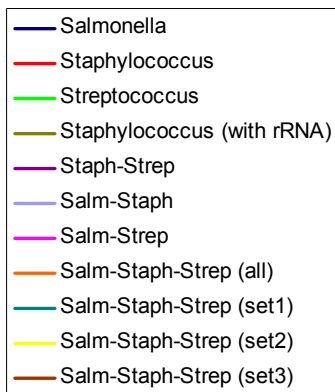 Salmonella
Staphylococcus
Streptococcus
Staphylococcus (with rRNA)
Staph-Strep
Salm-Staph
Salm-Strep
Salm-Staph-Strep (all)
Salm-Staph-Strep (set1)
Salm-Staph-Strep (set2)
Salm-Staph-Strep (set3)